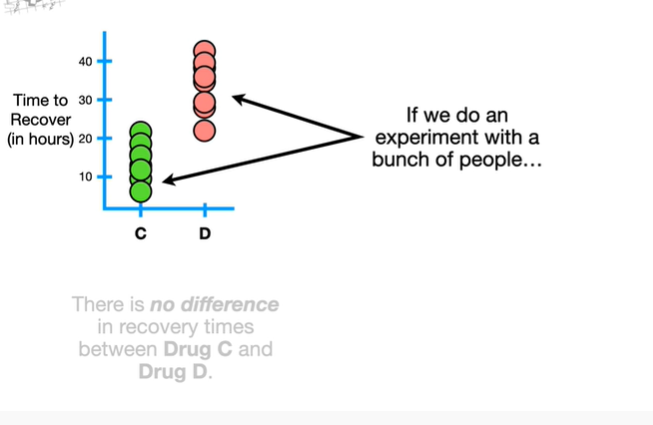 40
Time to 30
Recover
(in hours) 20
10
C D
If we do an
experiment with a
bunch of people...
There is no difference
in recovery times
between Drug C and
Drug D.